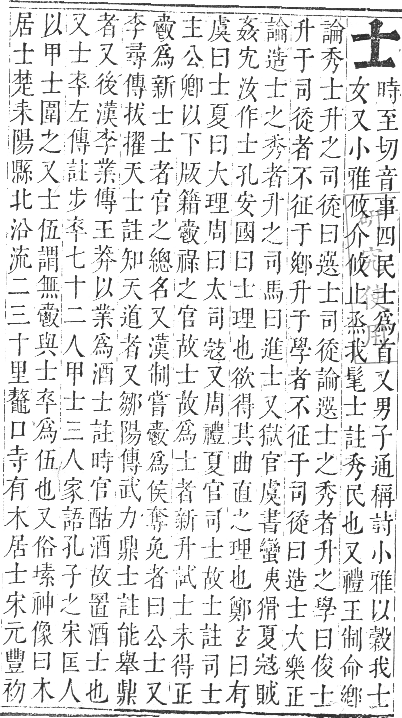 士
時至切音事四民士爲首又男子通稱詩小雅以榖我士
女又小雅攸介攸止烝我髦士註秀民也又禮王制命鄕
論秀士升之司徒曰選士司徒論選士之秀者升之學曰俊士
升于司徒者不征于鄕升于學者不征于司徒曰造士大樂正
論造士之秀者升之司馬曰進士又獄官虞書蠻夷猾夏寇賊
姦宄汝作士孔安國曰士理也欲得其曲直之理也鄭玄曰有
虞曰士夏曰大理周曰太司寇又周禮夏官司士故士註司士
主公卿以下版籍爵祿之官故士故爲士者新升試士未得正
爵爲新士士者官之總名又漢制嘗爵爲侯奪免者曰公士又
李尋傳拔擢天士註知天道者又鄒陽傳武力鼎士註能舉鼎
者又後漢李業傳王莽以業爲酒士註時官酤酒故置酒士也
又士卒左傳註步卒七十二人甲士三人家語孔子之宋匡人
以甲士圍之又士伍謂無爵與士卒爲伍也又俗塑神像曰木
居士楚耒陽縣北沿流二三十里鼇口寺有木居士宋元豐初